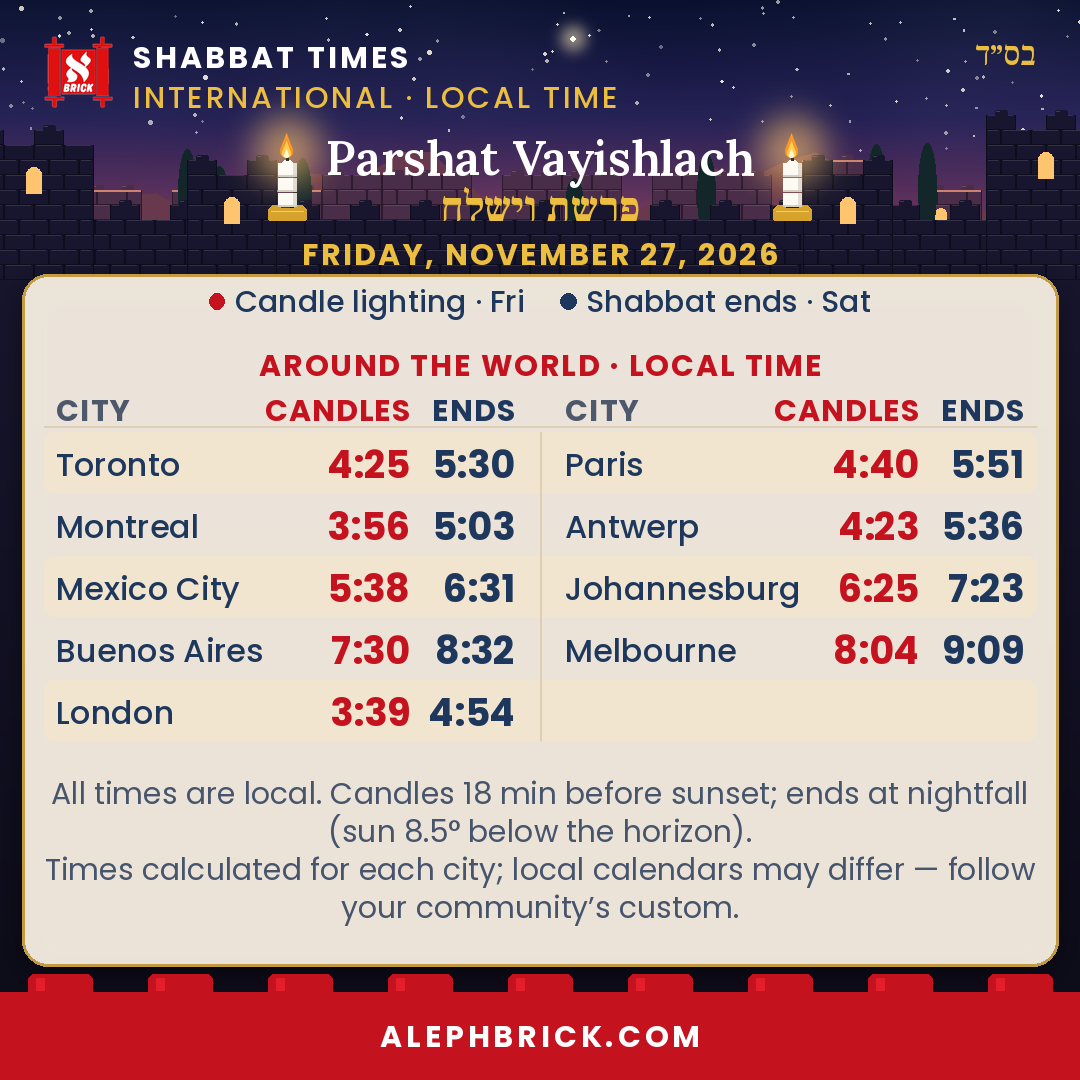 א
BRICK
SHABBAT TIMES
INTERNATIONAL · LOCAL TIME
בס״ד
Parshat Vayishlach
פרשת וישלח
FRIDAY, NOVEMBER 27, 2026
Candle lighting · Fri Shabbat ends · Sat
AROUND THE WORLD · LOCAL TIME
CITY CANDLES ENDS CITY CANDLES ENDS
Toronto 4:25 5:30 Paris 4:40 5:51
Montreal 3:56 5:03 Antwerp 4:23 5:36
Mexico City 5:38 6:31 Johannesburg 6:25 7:23
Buenos Aires 7:30 8:32 Melbourne 8:04 9:09
London 3:39 4:54
All times are local. Candles 18 min before sunset; ends at nightfall
(sun 8.5° below the horizon).
Times calculated for each city; local calendars may differ — follow
your community’s custom.
ALEPHBRICK.COM